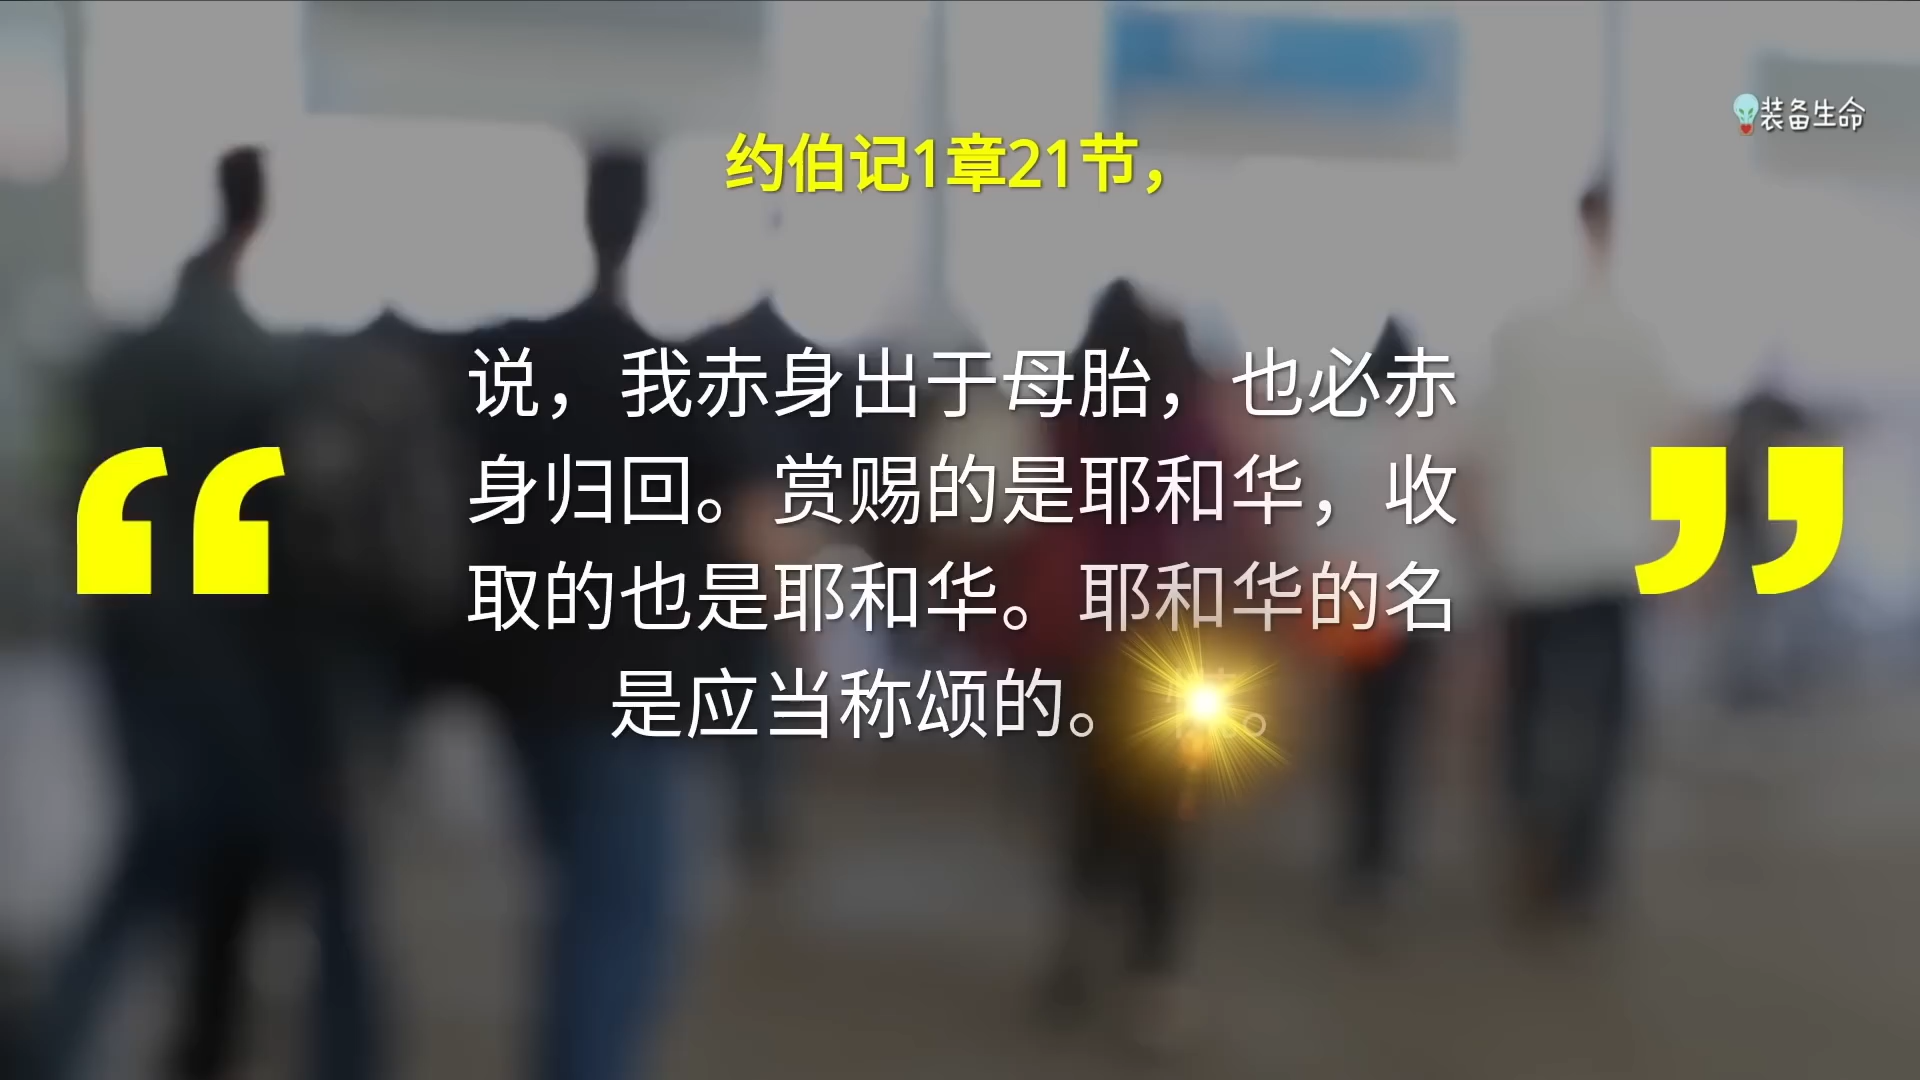 装备生命
约伯记1章21节，
说，我赤身出于母胎，也必赤
身归回。赏赐的是耶和华，收
取的也是耶和华。耶和华的名
是应当称颂的。